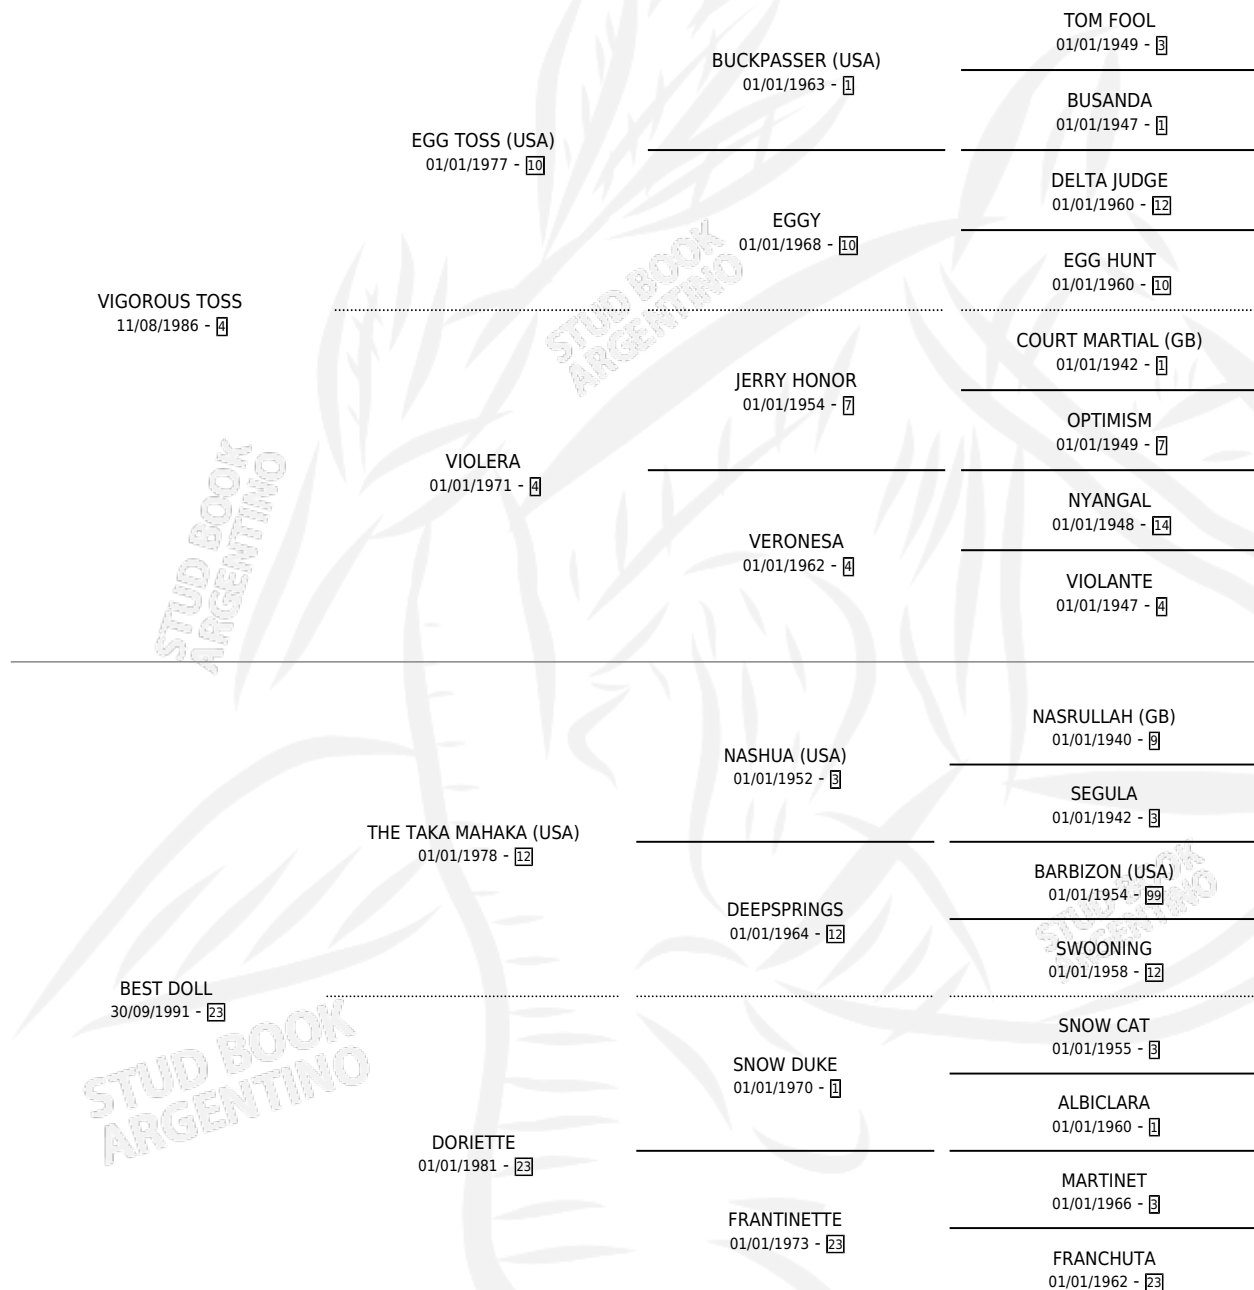 TOM FOOL
01/01/1949 - 3
BUCKPASSER (USA)
01/01/1963 - 1
BUSANDA
01/01/1947 - 1
EGG TOSS (USA)
01/01/1977 - 10
DELTA JUDGE
01/01/1960 - 12
EGGY
01/01/1968 - 10
EGG HUNT
01/01/1960 - 10
VIGOROUS TOSS
11/08/1986 - 4
STUD BOOK
ARGENTINO
COURT MARTIAL (GB)
01/01/1942 - 1
JERRY HONOR
01/01/1954 - 7
OPTIMISM
01/01/1949 - 7
VIOLERA
01/01/1971 - 4
NYANGAL
01/01/1948 - 14
VERONESA
01/01/1962 - 4
VIOLANTE
01/01/1947 - 4
STUD BOOK
ARGENTINO
NASRULLAH (GB)
01/01/1940 - 9
NASHUA (USA)
01/01/1952 - 3
SEGULA
01/01/1942 - 3
THE TAKA MAHAKA (USA)
01/01/1978 - 12
BARBIZON (USA)
01/01/1954 - 99
DEEPSPRINGS
01/01/1964 - 12
SWOONING
01/01/1958 - 12
STUD BOOK
ARGENTINO
BEST DOLL
30/09/1991 - 23
SNOW CAT
01/01/1955 - 3
SNOW DUKE
01/01/1970 - 1
ALBICLARA
01/01/1960 - 1
STUD BOOK
ARGENTINO
DORIETTE
01/01/1981 - 23
MARTINET
01/01/1966 - 3
FRANTINETTE
01/01/1973 - 23
FRANCHUTA
01/01/1962 - 23